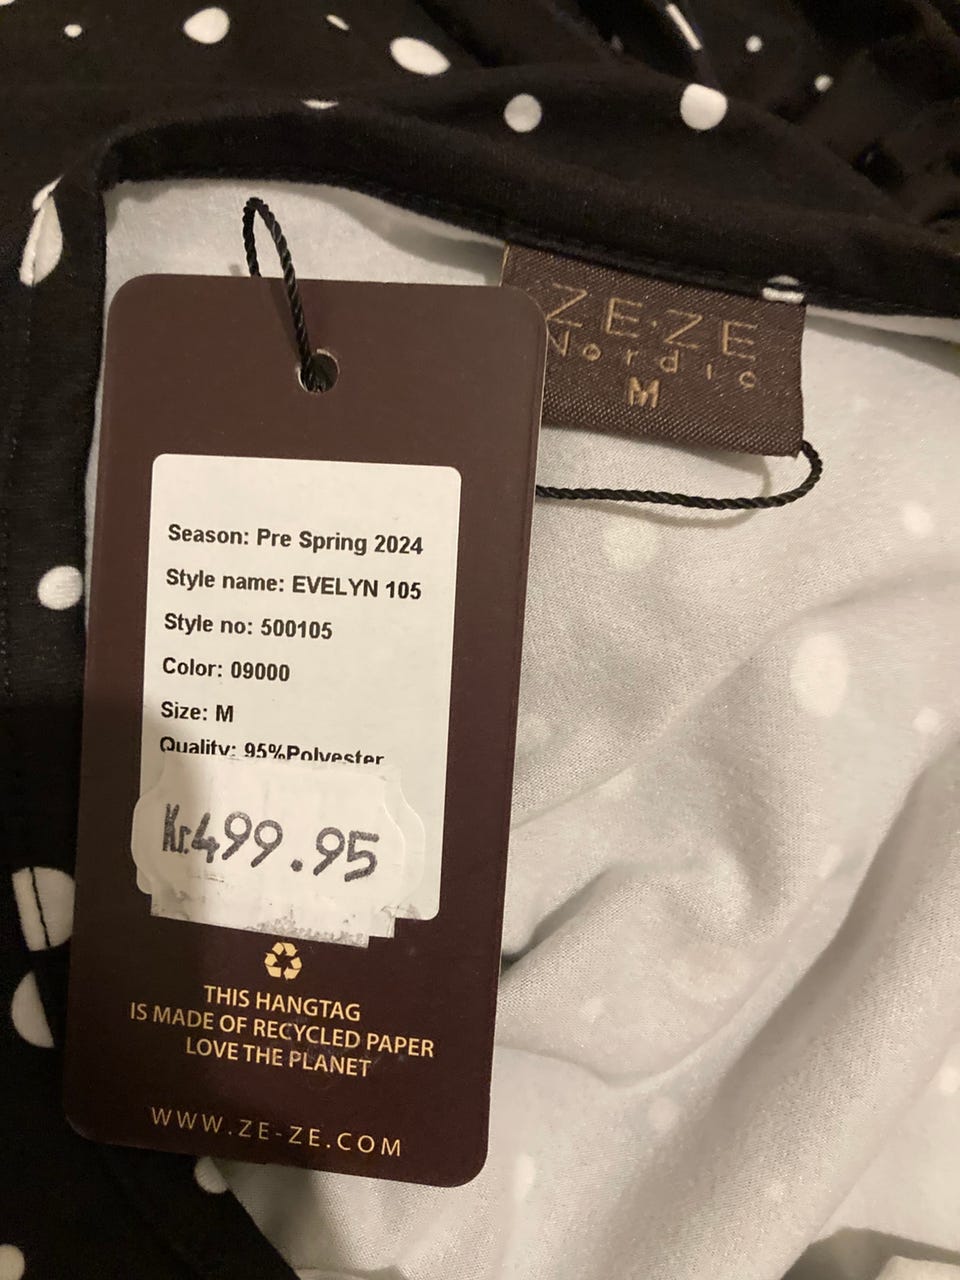 ZE·ZE
Nordic
M
Season: Pre Spring 2024
Style name: EVELYN 105
Style no: 500105
Color: 09000
Size: M
Quality: 95%Polyester
Kr.499.95
THIS HANGTAG
IS MADE OF RECYCLED PAPER
LOVE THE PLANET
WWW.ZE-ZE.COM